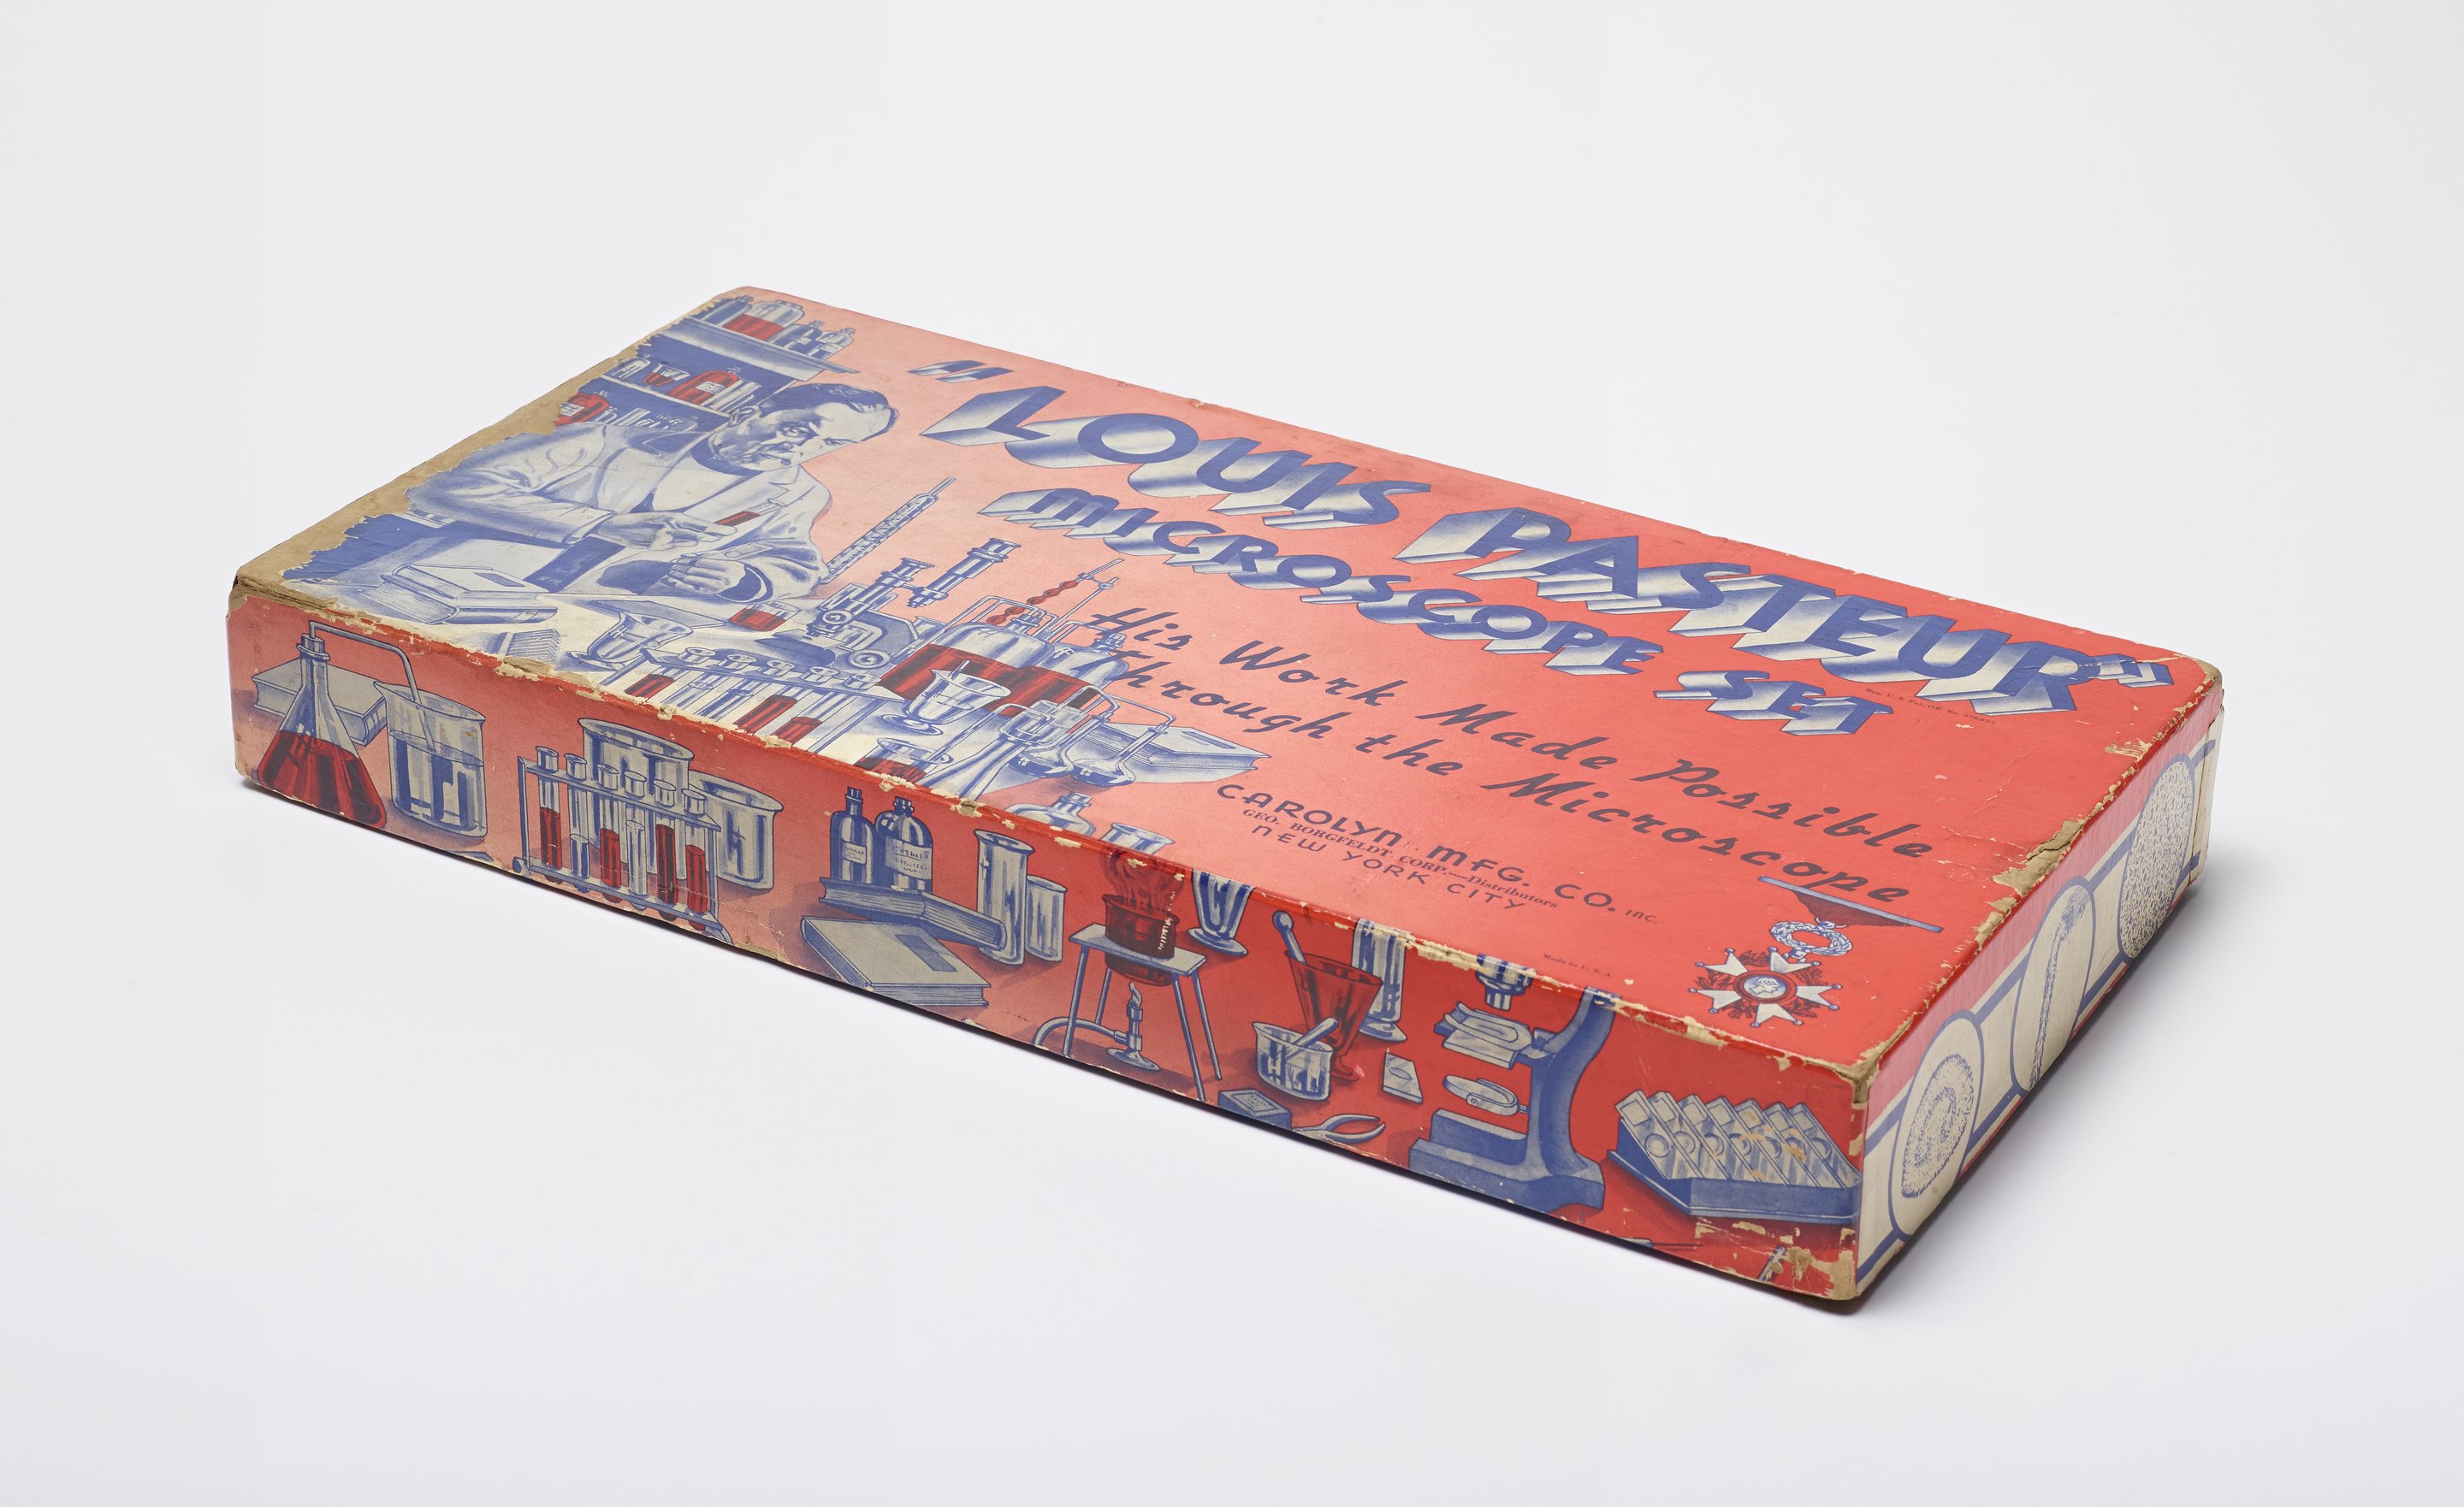 "LOUIS PASTEUR"
MICROSCOPE SET
His Work Made Possible
Through the Microscope
CAROLYN MFG. CO. INC.
GEO. BORGFELDT CORP.—Distributors
NEW YORK CITY
Made in U. S. A.